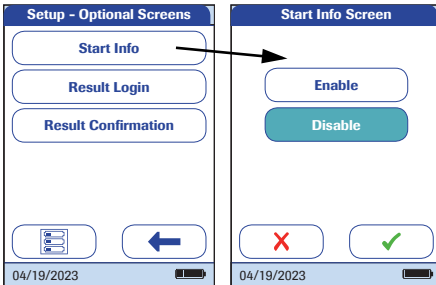 Setup - Optional Screens
Start Info
Result Login
Result Confirmation
04/19/2023
Start Info Screen
Enable
Disable
04/19/2023